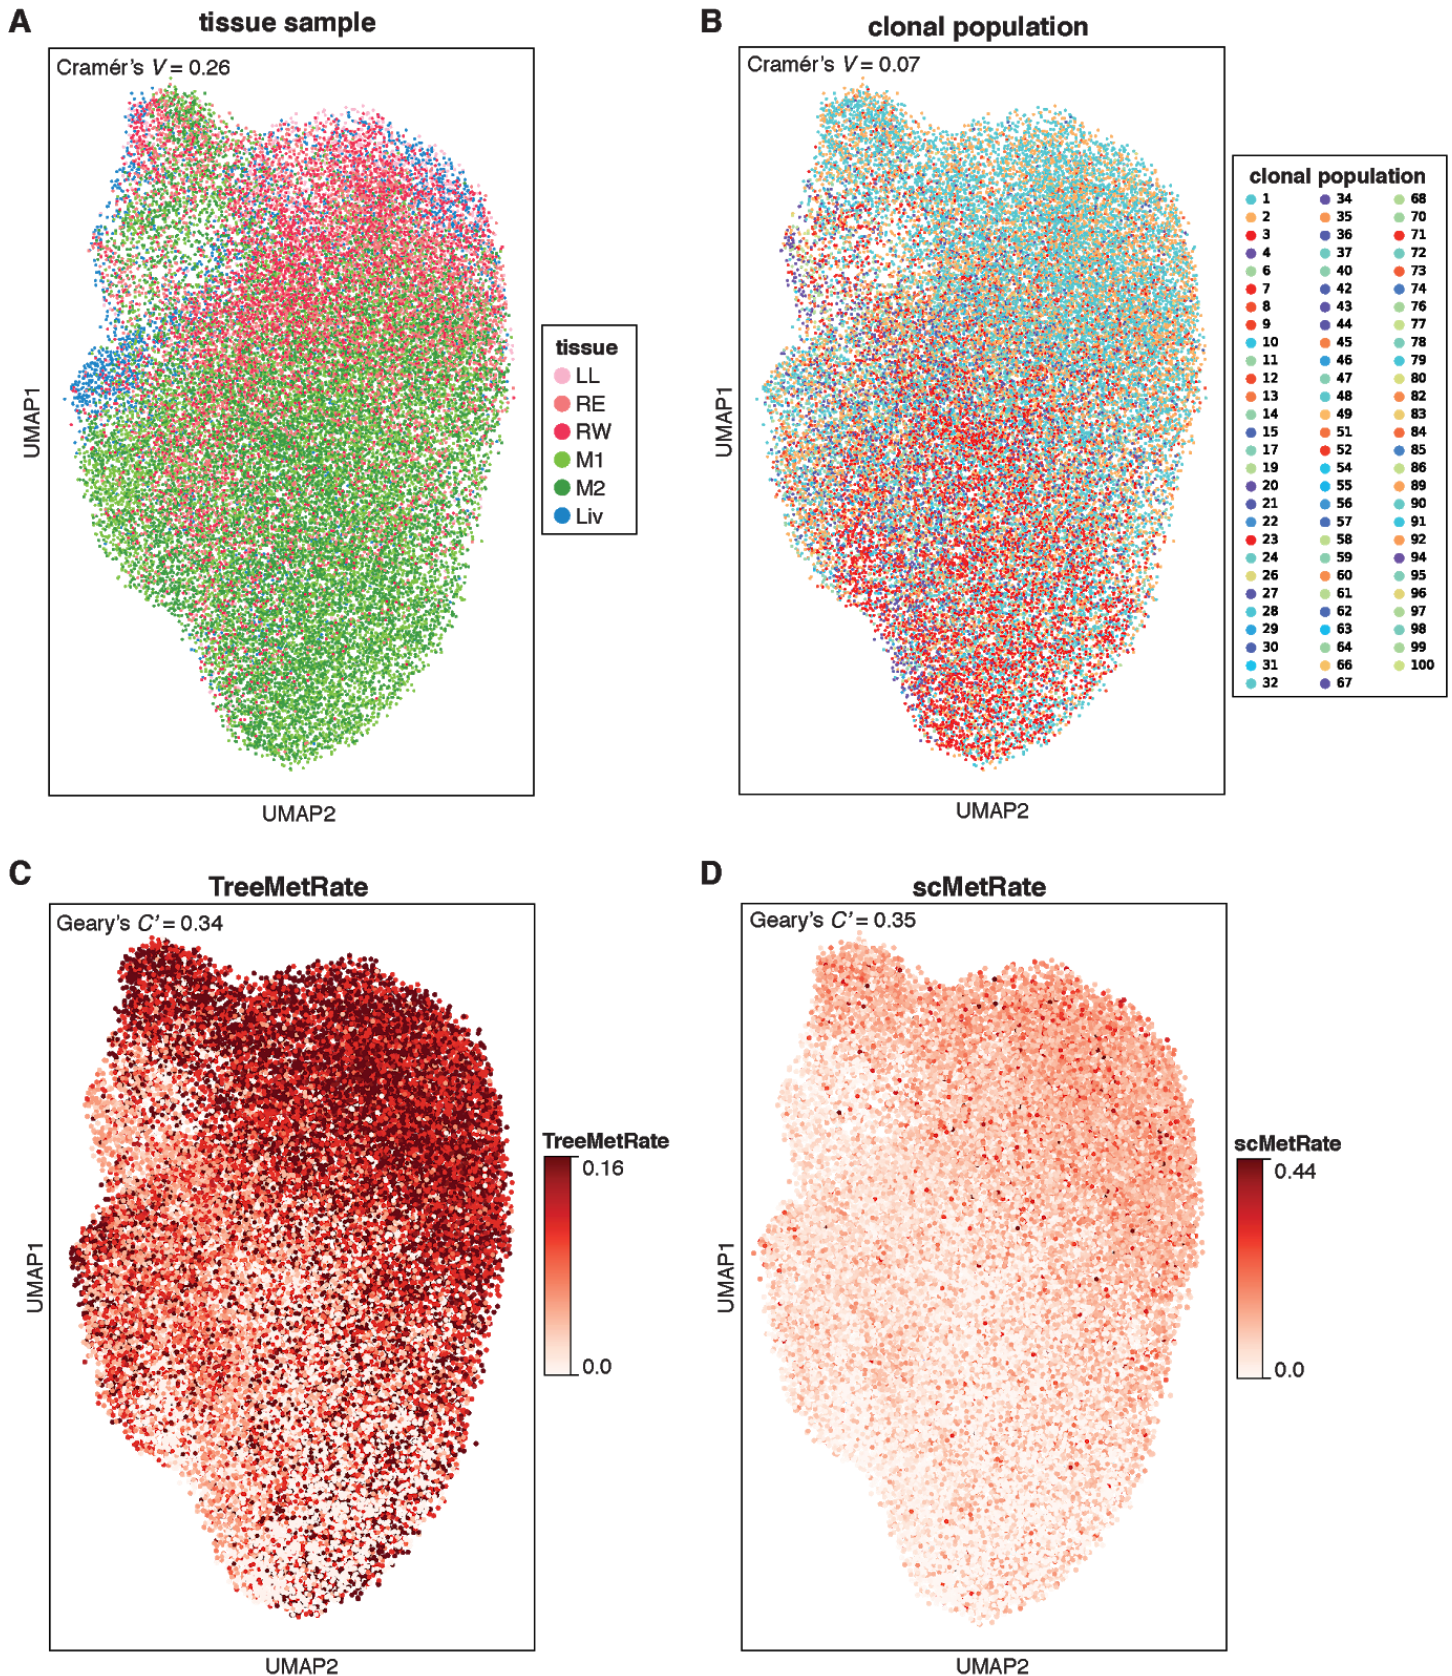 A
tissue sample
Cramér's V = 0.26
UMAP1
UMAP2
tissue
LL
RE
RW
M1
M2
Liv
B
clonal population
Cramér's V = 0.07
UMAP1
UMAP2
clonal population
1 34 68
2 35 70
3 36 71
4 37 72
6 40 73
7 42 74
8 43 76
9 44 77
10 45 78
11 46 79
12 47 80
13 48 82
14 49 83
15 51 84
17 52 85
19 54 86
20 55 89
21 56 90
22 57 91
23 58 92
24 59 94
26 60 95
27 61 96
28 62 97
29 63 98
30 64 99
31 66 100
32 67
C
TreeMetRate
Geary's C' = 0.34
UMAP1
UMAP2
TreeMetRate
0.16
0.0
D
scMetRate
Geary's C' = 0.35
UMAP1
UMAP2
scMetRate
0.44
0.0